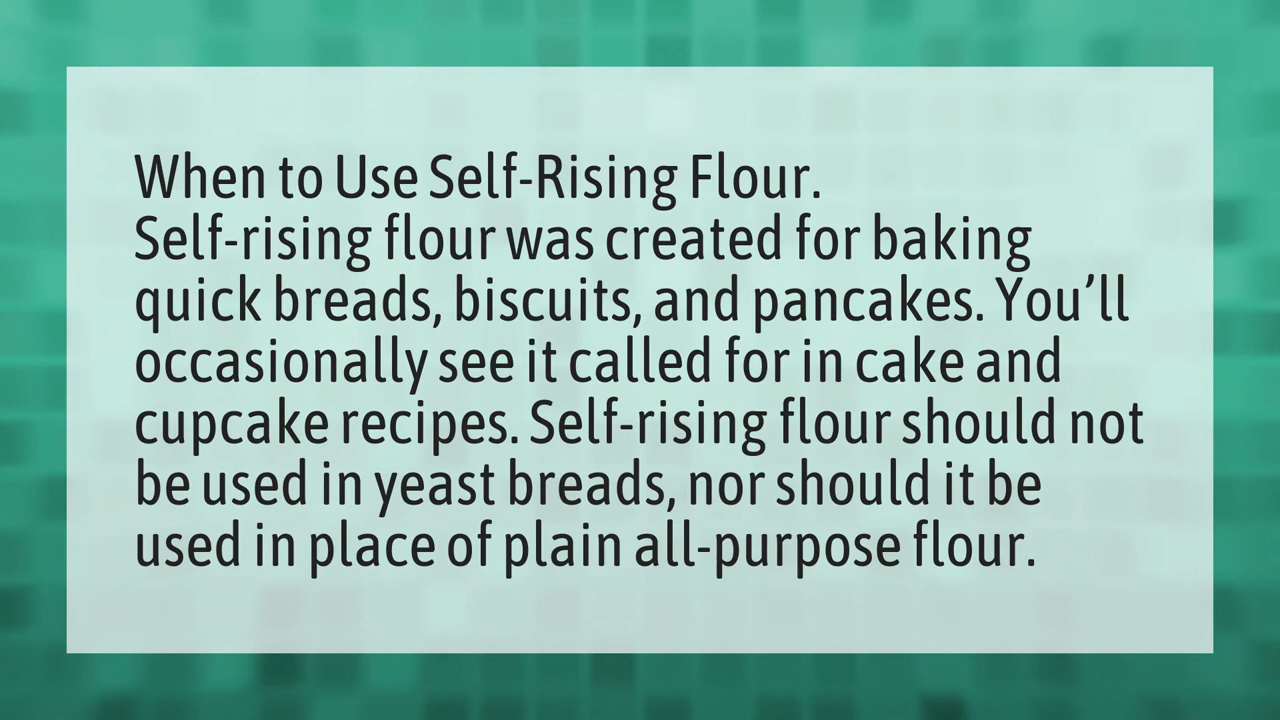 When to Use Self-Rising Flour.
Self-rising flour was created for baking
quick breads, biscuits, and pancakes. You’ll
occasionally see it called for in cake and
cupcake recipes. Self-rising flour should not
be used in yeast breads, nor should it be
used in place of plain all-purpose flour.